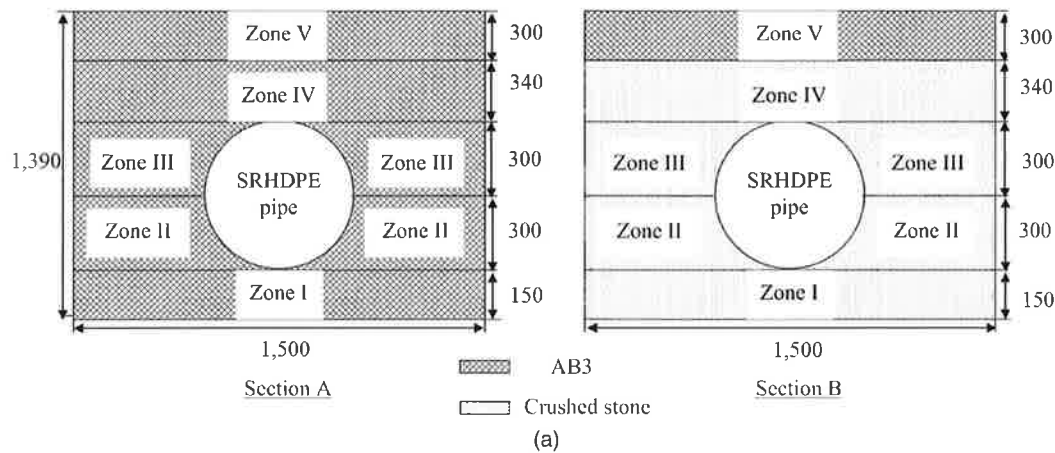 Zone V
300
Zone IV
340
1,390
Zone III
Zone III
300
SRHDPE
pipe
Zone II
Zone II
300
Zone I
150
1,500
Section A
Zone V
300
Zone IV
340
Zone III
Zone III
300
SRHDPE
pipe
Zone II
Zone II
300
Zone I
150
1,500
Section B
AB3
Crushed stone
(a)